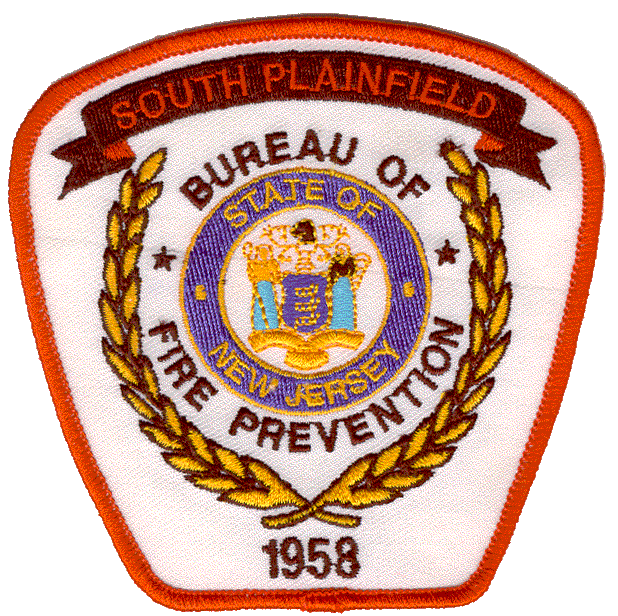 SOUTH PLAINFIELD
BUREAU OF
STATE OF
NEW JERSEY
FIRE PREVENTION
1958